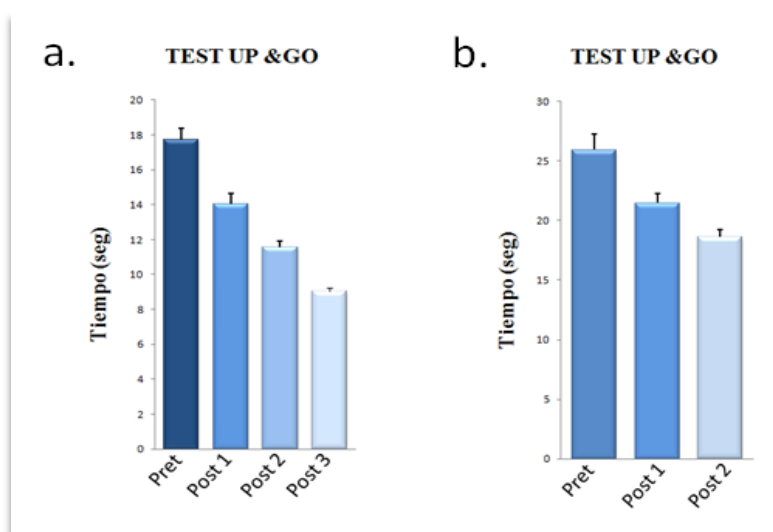 a.
TEST UP &GO
Tiempo (seg)
20
18
16
14
12
10
8
6
4
2
0
Pret
Post 1
Post 2
Post 3
b.
TEST UP &GO
Tiempo (seg)
30
25
20
15
10
5
0
Pret
Post 1
Post 2